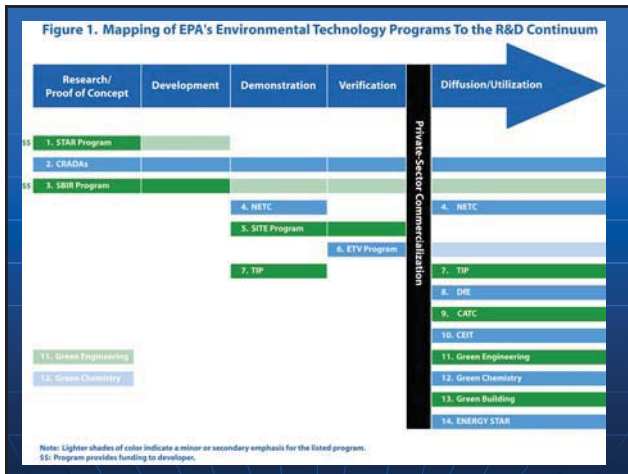 Figure 1. Mapping of EPA's Environmental Technology Programs To the R&D Continuum
Research/
Proof of Concept
Development
Demonstration
Verification
Diffusion/Utilization
Private-Sector Commercialization
$$ 1. STAR Program
2. CRADAs
$$ 3. SBIR Program
4. NETC
4. NETC
5. SITE Program
6. ETV Program
7. TIP
7. TIP
8. DfE
9. CATC
10. CEIT
11. Green Engineering
11. Green Engineering
12. Green Chemistry
12. Green Chemistry
13. Green Building
14. ENERGY STAR
Note: Lighter shades of color indicate a minor or secondary emphasis for the listed program.
$$: Program provides funding to developer.